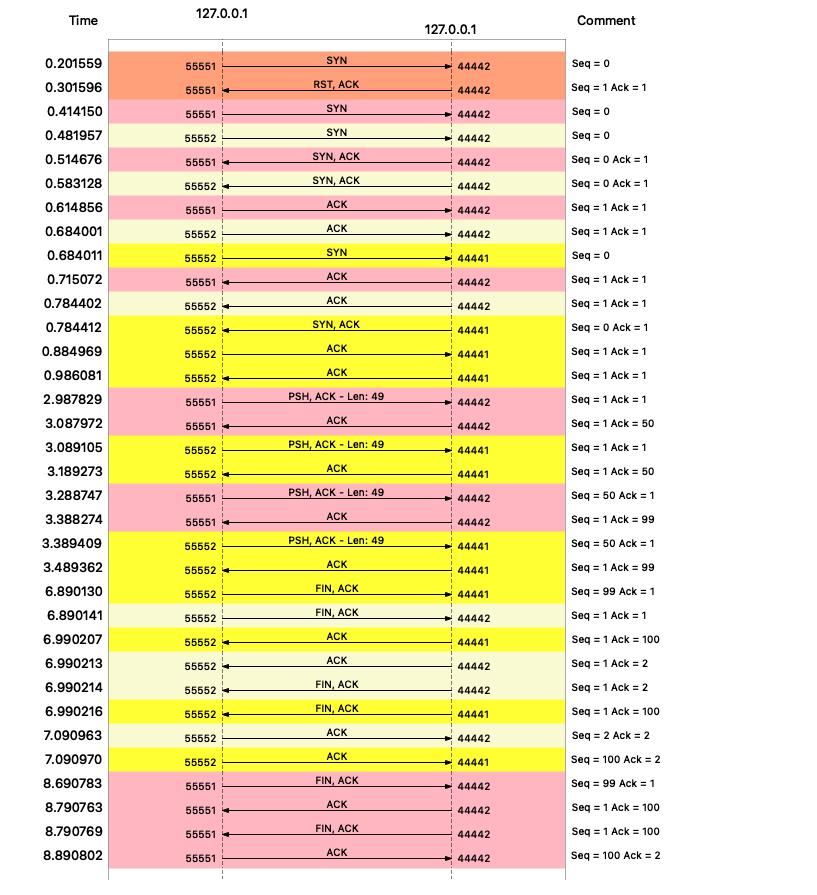 Time 127.0.0.1 127.0.0.1 Comment
0.201559 55551 SYN 44442 Seq = 0
0.301596 55551 RST, ACK 44442 Seq = 1 Ack = 1
0.414150 55551 SYN 44442 Seq = 0
0.481957 55552 SYN 44442 Seq = 0
0.514676 55551 SYN, ACK 44442 Seq = 0 Ack = 1
0.583128 55552 SYN, ACK 44442 Seq = 0 Ack = 1
0.614856 55551 ACK 44442 Seq = 1 Ack = 1
0.684001 55552 ACK 44442 Seq = 1 Ack = 1
0.684011 55552 SYN 44441 Seq = 0
0.715072 55551 ACK 44442 Seq = 1 Ack = 1
0.784402 55552 ACK 44442 Seq = 1 Ack = 1
0.784412 55552 SYN, ACK 44441 Seq = 0 Ack = 1
0.884969 55552 ACK 44441 Seq = 1 Ack = 1
0.986081 55552 ACK 44441 Seq = 1 Ack = 1
2.987829 55551 PSH, ACK - Len: 49 44442 Seq = 1 Ack = 1
3.087972 55551 ACK 44442 Seq = 1 Ack = 50
3.089105 55552 PSH, ACK - Len: 49 44441 Seq = 1 Ack = 1
3.189273 55552 ACK 44441 Seq = 1 Ack = 50
3.288747 55551 PSH, ACK - Len: 49 44442 Seq = 50 Ack = 1
3.388274 55551 ACK 44442 Seq = 1 Ack = 99
3.389409 55552 PSH, ACK - Len: 49 44441 Seq = 50 Ack = 1
3.489362 55552 ACK 44441 Seq = 1 Ack = 99
6.890130 55552 FIN, ACK 44441 Seq = 99 Ack = 1
6.890141 55552 FIN, ACK 44442 Seq = 1 Ack = 1
6.990207 55552 ACK 44441 Seq = 1 Ack = 100
6.990213 55552 ACK 44442 Seq = 1 Ack = 2
6.990214 55552 FIN, ACK 44442 Seq = 1 Ack = 2
6.990216 55552 FIN, ACK 44441 Seq = 1 Ack = 100
7.090963 55552 ACK 44442 Seq = 2 Ack = 2
7.090970 55552 ACK 44441 Seq = 100 Ack = 2
8.690783 55551 FIN, ACK 44442 Seq = 99 Ack = 1
8.790763 55551 ACK 44442 Seq = 1 Ack = 100
8.790769 55551 FIN, ACK 44442 Seq = 1 Ack = 100
8.890802 55551 ACK 44442 Seq = 100 Ack = 2